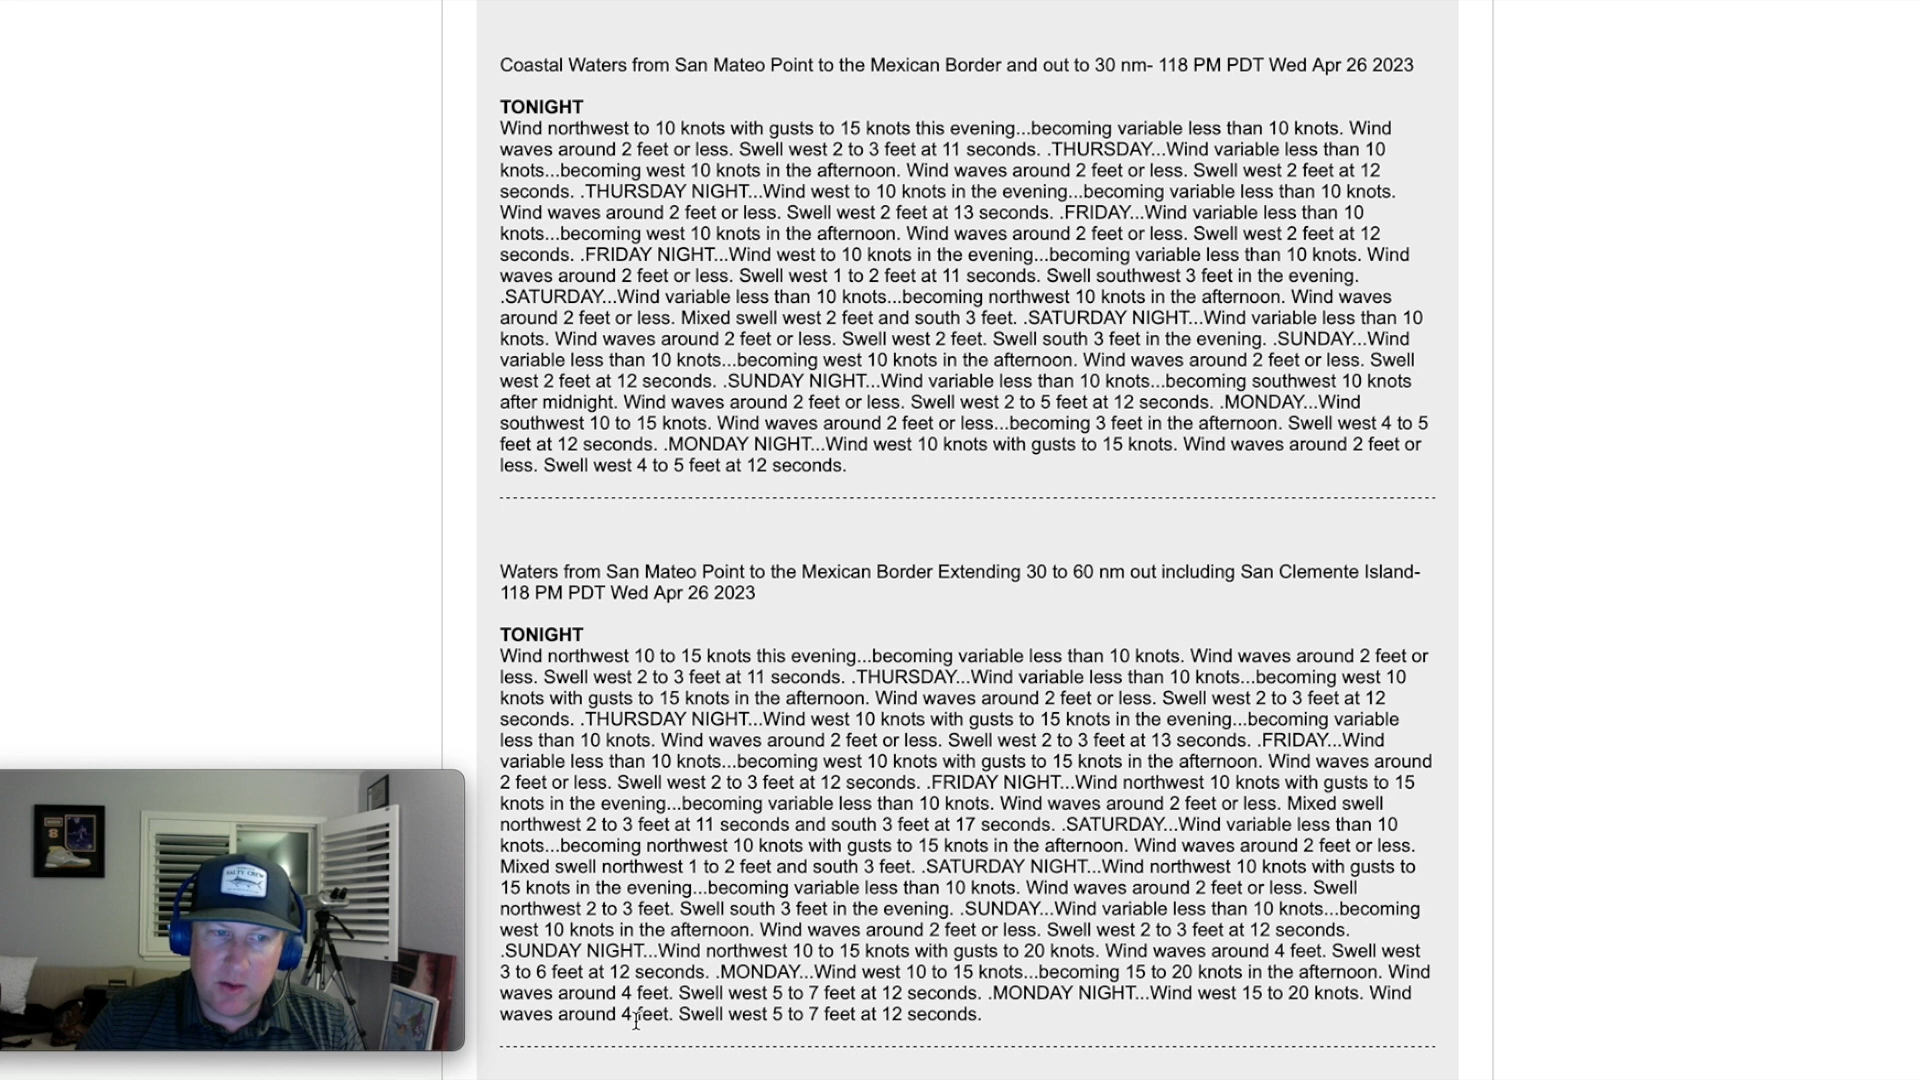 Coastal Waters from San Mateo Point to the Mexican Border and out to 30 nm- 118 PM PDT Wed Apr 26 2023
TONIGHT
Wind northwest to 10 knots with gusts to 15 knots this evening...becoming variable less than 10 knots. Wind
waves around 2 feet or less. Swell west 2 to 3 feet at 11 seconds. .THURSDAY...Wind variable less than 10
knots...becoming west 10 knots in the afternoon. Wind waves around 2 feet or less. Swell west 2 feet at 12
seconds. .THURSDAY NIGHT...Wind west to 10 knots in the evening...becoming variable less than 10 knots.
Wind waves around 2 feet or less. Swell west 2 feet at 13 seconds. .FRIDAY...Wind variable less than 10
knots...becoming west 10 knots in the afternoon. Wind waves around 2 feet or less. Swell west 2 feet at 12
seconds. .FRIDAY NIGHT...Wind west to 10 knots in the evening...becoming variable less than 10 knots. Wind
waves around 2 feet or less. Swell west 1 to 2 feet at 11 seconds. Swell southwest 3 feet in the evening.
.SATURDAY...Wind variable less than 10 knots...becoming northwest 10 knots in the afternoon. Wind waves
around 2 feet or less. Mixed swell west 2 feet and south 3 feet. .SATURDAY NIGHT...Wind variable less than 10
knots. Wind waves around 2 feet or less. Swell west 2 feet. Swell south 3 feet in the evening. .SUNDAY...Wind
variable less than 10 knots...becoming west 10 knots in the afternoon. Wind waves around 2 feet or less. Swell
west 2 feet at 12 seconds. .SUNDAY NIGHT...Wind variable less than 10 knots...becoming southwest 10 knots
after midnight. Wind waves around 2 feet or less. Swell west 2 to 5 feet at 12 seconds. .MONDAY...Wind
southwest 10 to 15 knots. Wind waves around 2 feet or less...becoming 3 feet in the afternoon. Swell west 4 to 5
feet at 12 seconds. .MONDAY NIGHT...Wind west 10 knots with gusts to 15 knots. Wind waves around 2 feet or
less. Swell west 4 to 5 feet at 12 seconds.
Waters from San Mateo Point to the Mexican Border Extending 30 to 60 nm out including San Clemente Island-
118 PM PDT Wed Apr 26 2023
TONIGHT
Wind northwest 10 to 15 knots this evening...becoming variable less than 10 knots. Wind waves around 2 feet or
less. Swell west 2 to 3 feet at 11 seconds. .THURSDAY...Wind variable less than 10 knots...becoming west 10
knots with gusts to 15 knots in the afternoon. Wind waves around 2 feet or less. Swell west 2 to 3 feet at 12
seconds. .THURSDAY NIGHT...Wind west 10 knots with gusts to 15 knots in the evening...becoming variable
less than 10 knots. Wind waves around 2 feet or less. Swell west 2 to 3 feet at 13 seconds. .FRIDAY...Wind
variable less than 10 knots...becoming west 10 knots with gusts to 15 knots in the afternoon. Wind waves around
2 feet or less. Swell west 2 to 3 feet at 12 seconds. .FRIDAY NIGHT...Wind northwest 10 knots with gusts to 15
knots in the evening...becoming variable less than 10 knots. Wind waves around 2 feet or less. Mixed swell
northwest 2 to 3 feet at 11 seconds and south 3 feet at 17 seconds. .SATURDAY...Wind variable less than 10
knots...becoming northwest 10 knots with gusts to 15 knots in the afternoon. Wind waves around 2 feet or less.
Mixed swell northwest 1 to 2 feet and south 3 feet. .SATURDAY NIGHT...Wind northwest 10 knots with gusts to
15 knots in the evening...becoming variable less than 10 knots. Wind waves around 2 feet or less. Swell
northwest 2 to 3 feet. Swell south 3 feet in the evening. .SUNDAY...Wind variable less than 10 knots...becoming
west 10 knots in the afternoon. Wind waves around 2 feet or less. Swell west 2 to 3 feet at 12 seconds.
.SUNDAY NIGHT...Wind northwest 10 to 15 knots with gusts to 20 knots. Wind waves around 4 feet. Swell west
3 to 6 feet at 12 seconds. .MONDAY...Wind west 10 to 15 knots...becoming 15 to 20 knots in the afternoon. Wind
waves around 4 feet. Swell west 5 to 7 feet at 12 seconds. .MONDAY NIGHT...Wind west 15 to 20 knots. Wind
waves around 4 feet. Swell west 5 to 7 feet at 12 seconds.
SALTY CREW